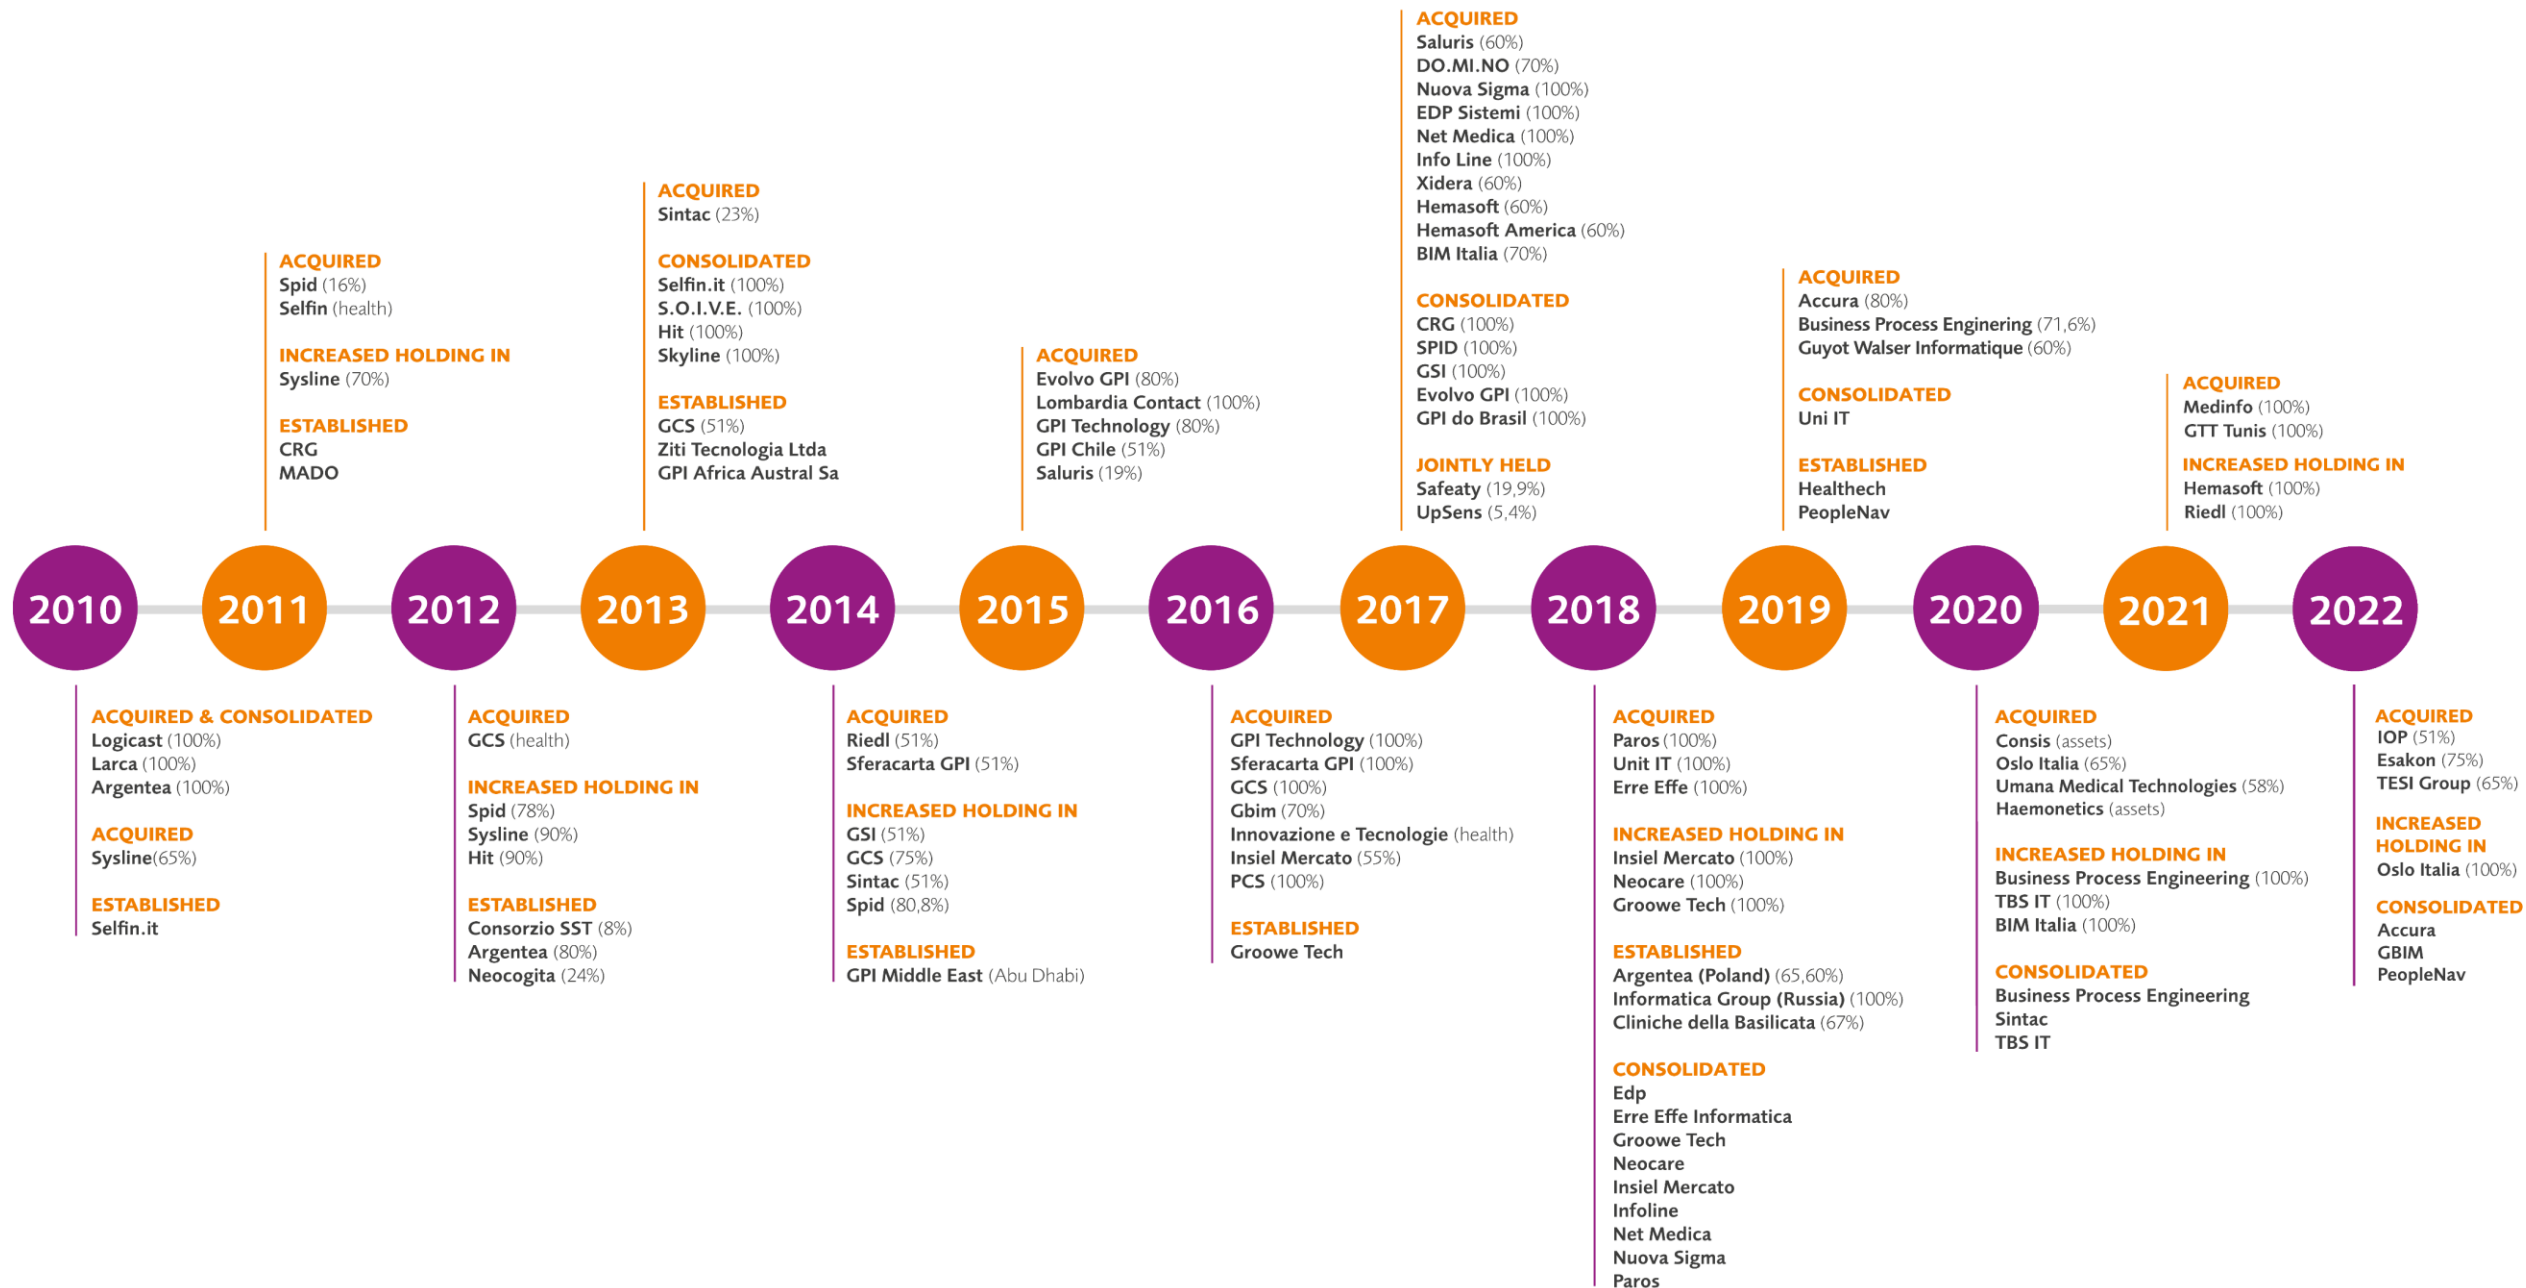 2010
ACQUIRED & CONSOLIDATED
Logicast (100%)
Larca (100%)
Argentea (100%)
ACQUIRED
Sysline(65%)
ESTABLISHED
Selfin.it
2011
ACQUIRED
Spid (16%)
Selfin (health)
INCREASED HOLDING IN
Sysline (70%)
ESTABLISHED
CRG
MADO
2012
ACQUIRED
GCS (health)
INCREASED HOLDING IN
Spid (78%)
Sysline (90%)
Hit (90%)
ESTABLISHED
Consorzio SST (8%)
Argentea (80%)
Neocogita (24%)
2013
ACQUIRED
Sintac (23%)
CONSOLIDATED
Selfin.it (100%)
S.O.I.V.E. (100%)
Hit (100%)
Skyline (100%)
ESTABLISHED
GCS (51%)
Ziti Tecnologia Ltda
GPI Africa Austral Sa
2014
ACQUIRED
Riedl (51%)
Sferacarta GPI (51%)
INCREASED HOLDING IN
GSI (51%)
GCS (75%)
Sintac (51%)
Spid (80,8%)
ESTABLISHED
GPI Middle East (Abu Dhabi)
2015
ACQUIRED
Evolvo GPI (80%)
Lombardia Contact (100%)
GPI Technology (80%)
GPI Chile (51%)
Saluris (19%)
2016
ACQUIRED
GPI Technology (100%)
Sferacarta GPI (100%)
GCS (100%)
Gbim (70%)
Innovazione e Tecnologie (health)
Insiel Mercato (55%)
PCS (100%)
ESTABLISHED
Groowe Tech
2017
ACQUIRED
Saluris (60%)
DO.MI.NO (70%)
Nuova Sigma (100%)
EDP Sistemi (100%)
Net Medica (100%)
Info Line (100%)
Xidera (60%)
Hemasoft (60%)
Hemasoft America (60%)
BIM Italia (70%)
CONSOLIDATED
CRG (100%)
SPID (100%)
GSI (100%)
Evolvo GPI (100%)
GPI do Brasil (100%)
JOINTLY HELD
Safeaty (19,9%)
UpSens (5,4%)
2018
ACQUIRED
Paros (100%)
Unit IT (100%)
Erre Effe (100%)
INCREASED HOLDING IN
Insiel Mercato (100%)
Neocare (100%)
Groowe Tech (100%)
ESTABLISHED
Argentea (Poland) (65,60%)
Informatica Group (Russia) (100%)
Cliniche della Basilicata (67%)
CONSOLIDATED
Edp
Erre Effe Informatica
Groowe Tech
Neocare
Insiel Mercato
Infoline
Net Medica
Nuova Sigma
Paros
2019
ACQUIRED
Accura (80%)
Business Process Enginering (71,6%)
Guyot Walser Informatique (60%)
CONSOLIDATED
Uni IT
ESTABLISHED
Healthech
PeopleNav
2020
ACQUIRED
Consis (assets)
Oslo Italia (65%)
Umana Medical Technologies (58%)
Haemonetics (assets)
INCREASED HOLDING IN
Business Process Engineering (100%)
TBS IT (100%)
BIM Italia (100%)
CONSOLIDATED
Business Process Engineering
Sintac
TBS IT
2021
ACQUIRED
Medinfo (100%)
GTT Tunis (100%)
INCREASED HOLDING IN
Hemasoft (100%)
Riedl (100%)
2022
ACQUIRED
IOP (51%)
Esakon (75%)
TESI Group (65%)
INCREASED
HOLDING IN
Oslo Italia (100%)
CONSOLIDATED
Accura
GBIM
PeopleNav